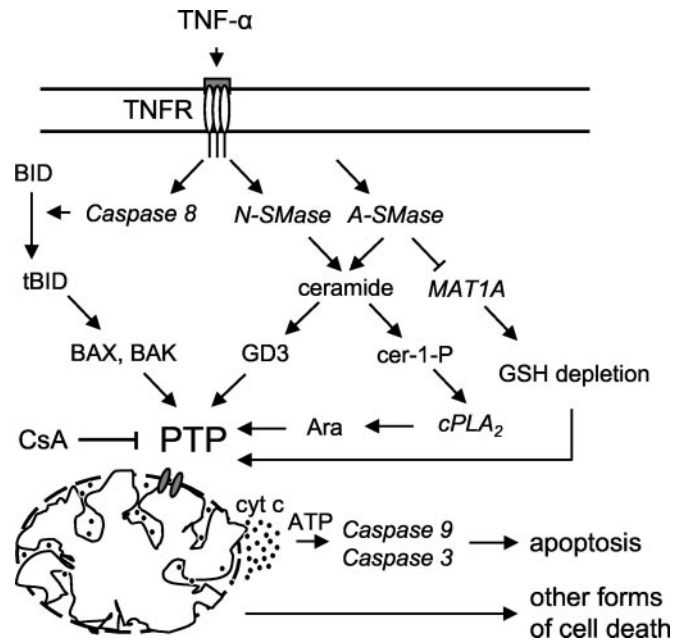 TNF-α
TNFR
BID
Caspase 8
N-SMase
A-SMase
tBID
ceramide
MAT1A
BAX, BAK
GD3
cer-1-P
GSH depletion
CsA
PTP
Ara
cPLA₂
cyt c
ATP
Caspase 9
Caspase 3
apoptosis
other forms
of cell death